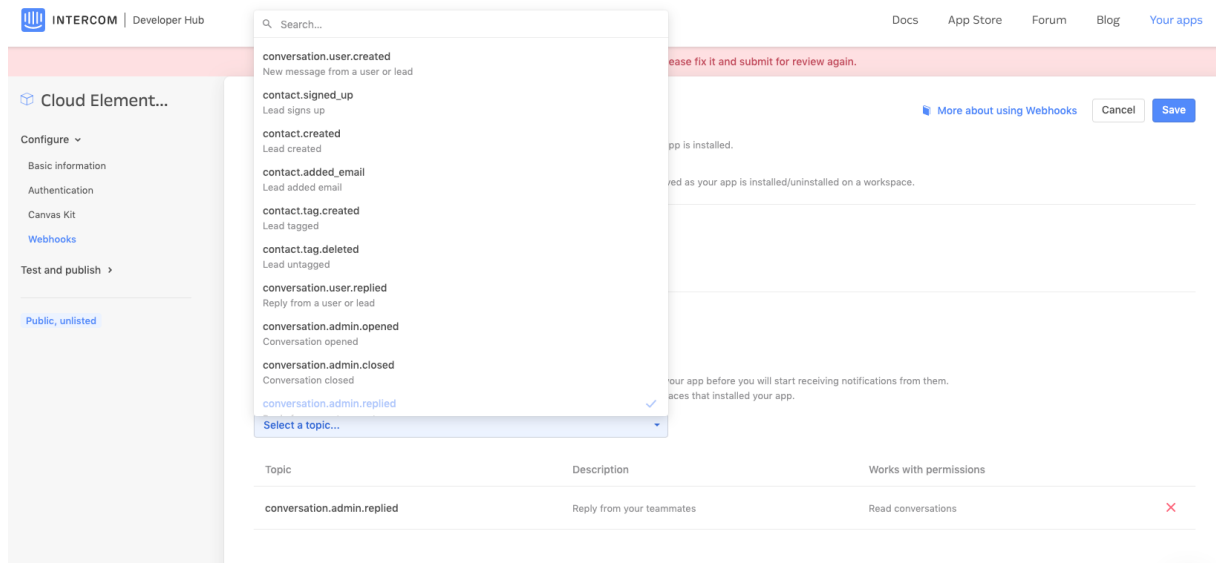 INTERCOM | Developer Hub
Docs App Store Forum Blog Your apps
ease fix it and submit for review again.
Cloud Element...
Configure
Basic information
Authentication
Canvas Kit
Webhooks
Test and publish
Public, unlisted
Search...
conversation.user.created
New message from a user or lead
contact.signed_up
Lead signs up
contact.created
Lead created
contact.added_email
Lead added email
contact.tag.created
Lead tagged
contact.tag.deleted
Lead untagged
conversation.user.replied
Reply from a user or lead
conversation.admin.opened
Conversation opened
conversation.admin.closed
Conversation closed
conversation.admin.replied
Select a topic...
More about using Webhooks Cancel Save
pp is installed.
ved as your app is installed/uninstalled on a workspace.
your app before you will start receiving notifications from them.
aces that installed your app.
Topic Description Works with permissions
conversation.admin.replied Reply from your teammates Read conversations